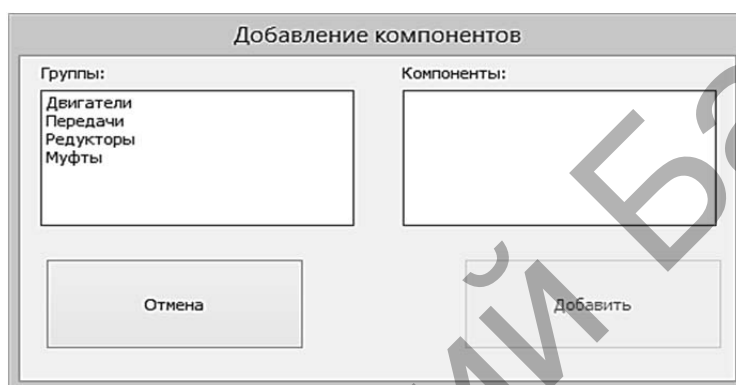 Добавление компонентов
Группы:
Компоненты:
Двигатели
Передачи
Редукторы
Муфты
Отмена
Добавить